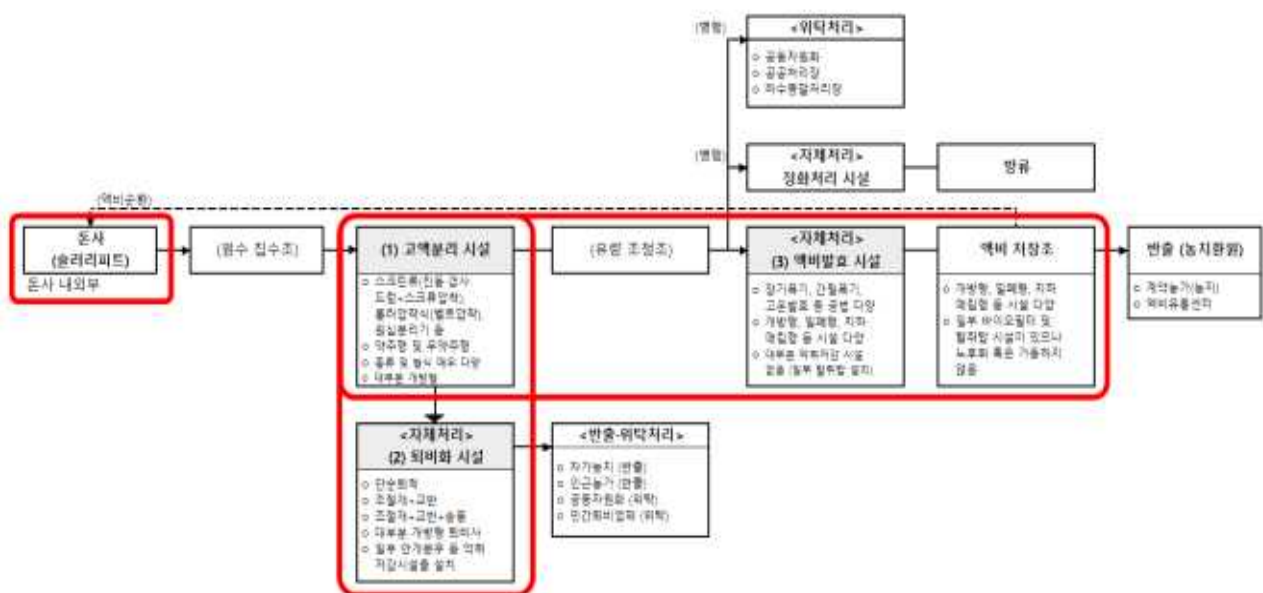 (병행)
<위탁처리>
○ 공동자원화
○ 공공처리장
○ 하수통말처리장
(병행)
<자체처리>
정화처리 시설
방류
(액비순환)
돈사
(슬러리피트)
돈사 내외부
(원수 집수조)
(1) 고액분리 시설
○ 스크린류(진동 경사
드럼+스크류압착),
롤러압착식(벨트압착),
원심분리기 등
○ 약주형 및 무약주형
○ 종류 및 형식 매우 다양
○ 대부분 개방형
(유량 조정조)
<자체처리>
(3) 액비발효 시설
○ 장기폭기, 간헐폭기,
고온발효 등 공법 다양
○ 개방형, 밀폐형, 지하
매립형 등 시설 다양
○ 대부분 악취저감 시설
없음 (일부 탈취탑 설치)
액비 저장조
○ 개방형, 밀폐형, 지하
매립형 등 시설 다양
○ 일부 바이오필터 및
탈취탑 시설이 있으나
노후화 혹은 가동하지
않음
반출 (농지환원)
○ 계약농가(농지)
○ 액비유통센터
<자체처리>
(2) 퇴비화 시설
○ 단순퇴적
○ 조절재+교반
○ 조절재+교반+송풍
○ 대부분 개방형 퇴비사
○ 일부 안개분무 등 악취
저감시설을 설치
<반출·위탁처리>
○ 자가농지 (반출)
○ 인근농가 (반출)
○ 공동자원화 (위탁)
○ 민간퇴비업체 (위탁)